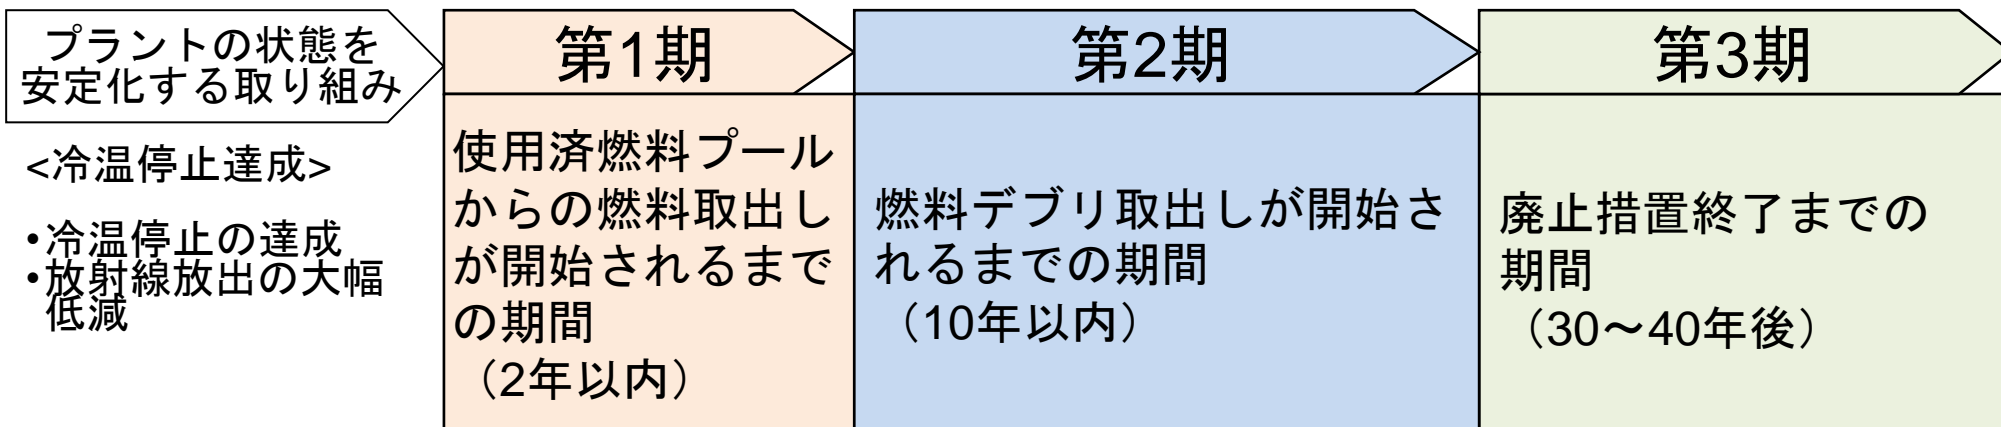 プラントの状態を
安定化する取り組み
<冷温停止達成>
•冷温停止の達成
•放射線放出の大幅
低減
第1期
使用済燃料プール
からの燃料取出し
が開始されるまで
の期間
（2年以内）
第2期
燃料デブリ取出しが開始さ
れるまでの期間
（10年以内）
第3期
廃止措置終了までの
期間
（30～40年後）